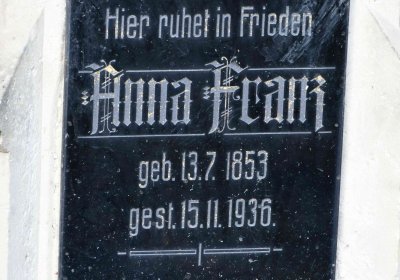 Hier ruhet in Frieden
Anna Franz
geb. 13.7. 1853
gest. 15.11. 1936.